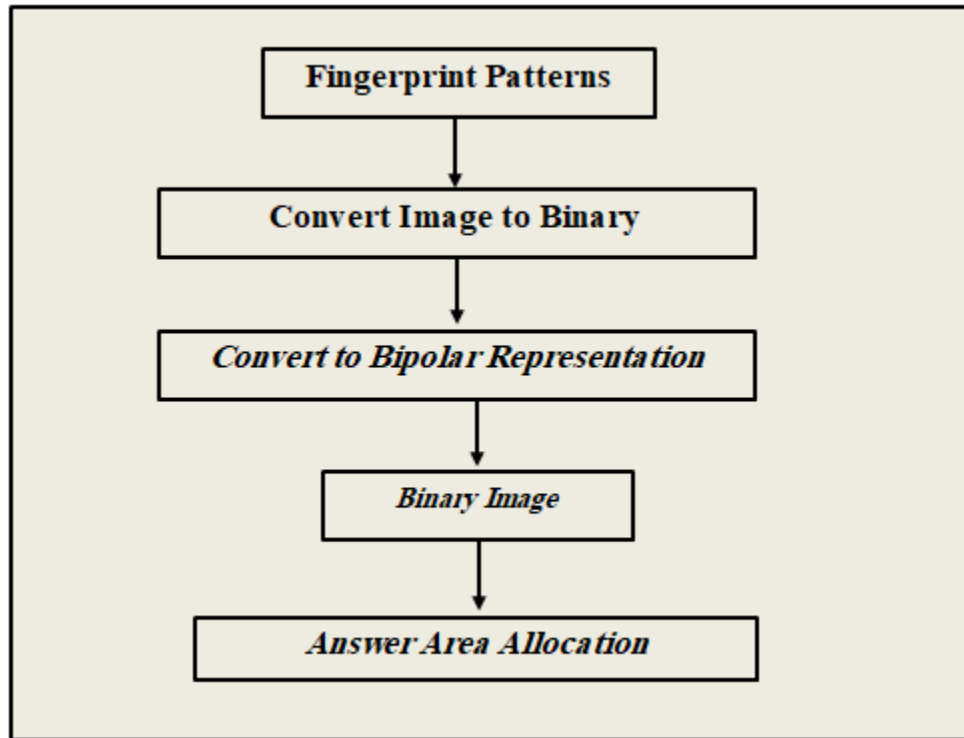 Fingerprint Patterns
Convert Image to Binary
Convert to Bipolar Representation
Binary Image
Answer Area Allocation